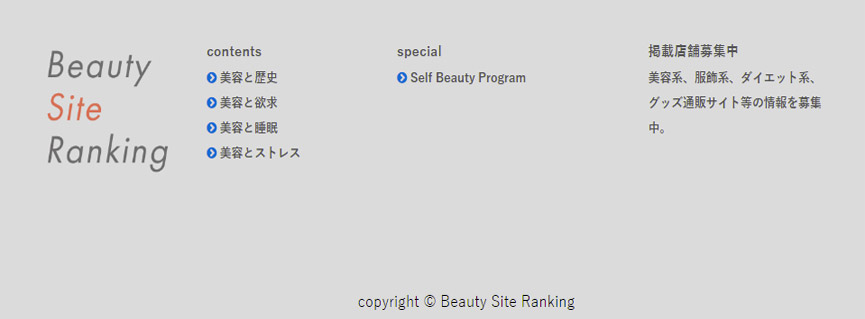 Beauty
Site
Ranking
contents
美容と歴史
美容と欲求
美容と睡眠
美容とストレス
special
Self Beauty Program
掲載店舗募集中
美容系、服飾系、ダイエット系、
グッズ通販サイト等の情報を募集
中。
copyright © Beauty Site Ranking